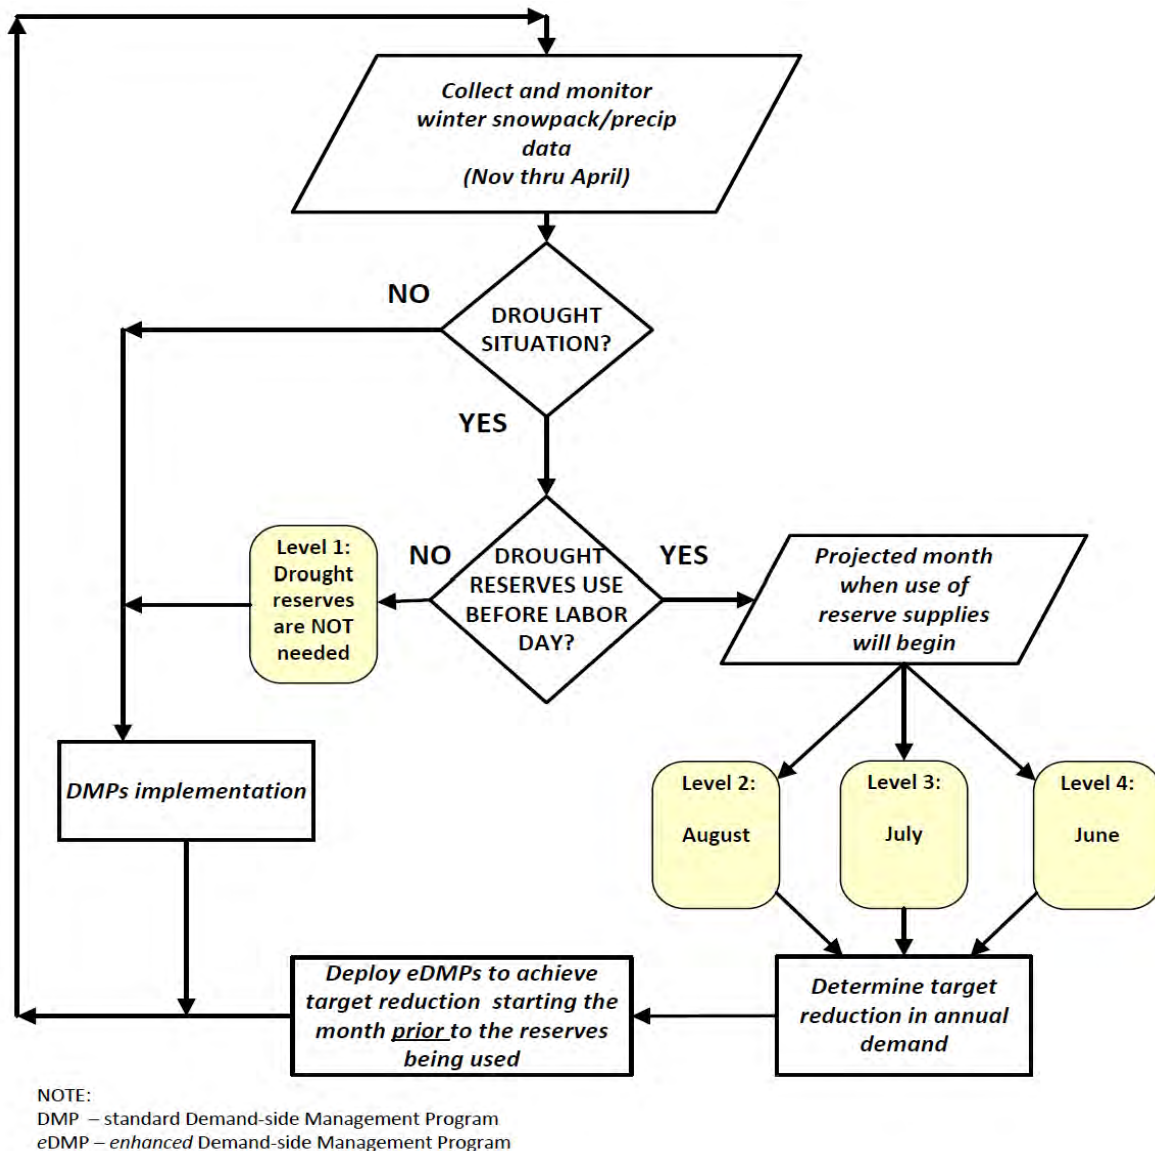 Collect and monitor
winter snowpack/precip
data
(Nov thru April)
NO
DROUGHT
SITUATION?
YES
Level 1:
Drought
reserves
are NOT
needed
NO
DROUGHT
RESERVES USE
BEFORE LABOR
DAY?
YES
Projected month
when use of
reserve supplies
will begin
DMPs implementation
Level 2:
August
Level 3:
July
Level 4:
June
Deploy eDMPs to achieve
target reduction starting the
month prior to the reserves
being used
Determine target
reduction in annual
demand
NOTE:
DMP – standard Demand-side Management Program
eDMP – enhanced Demand-side Management Program